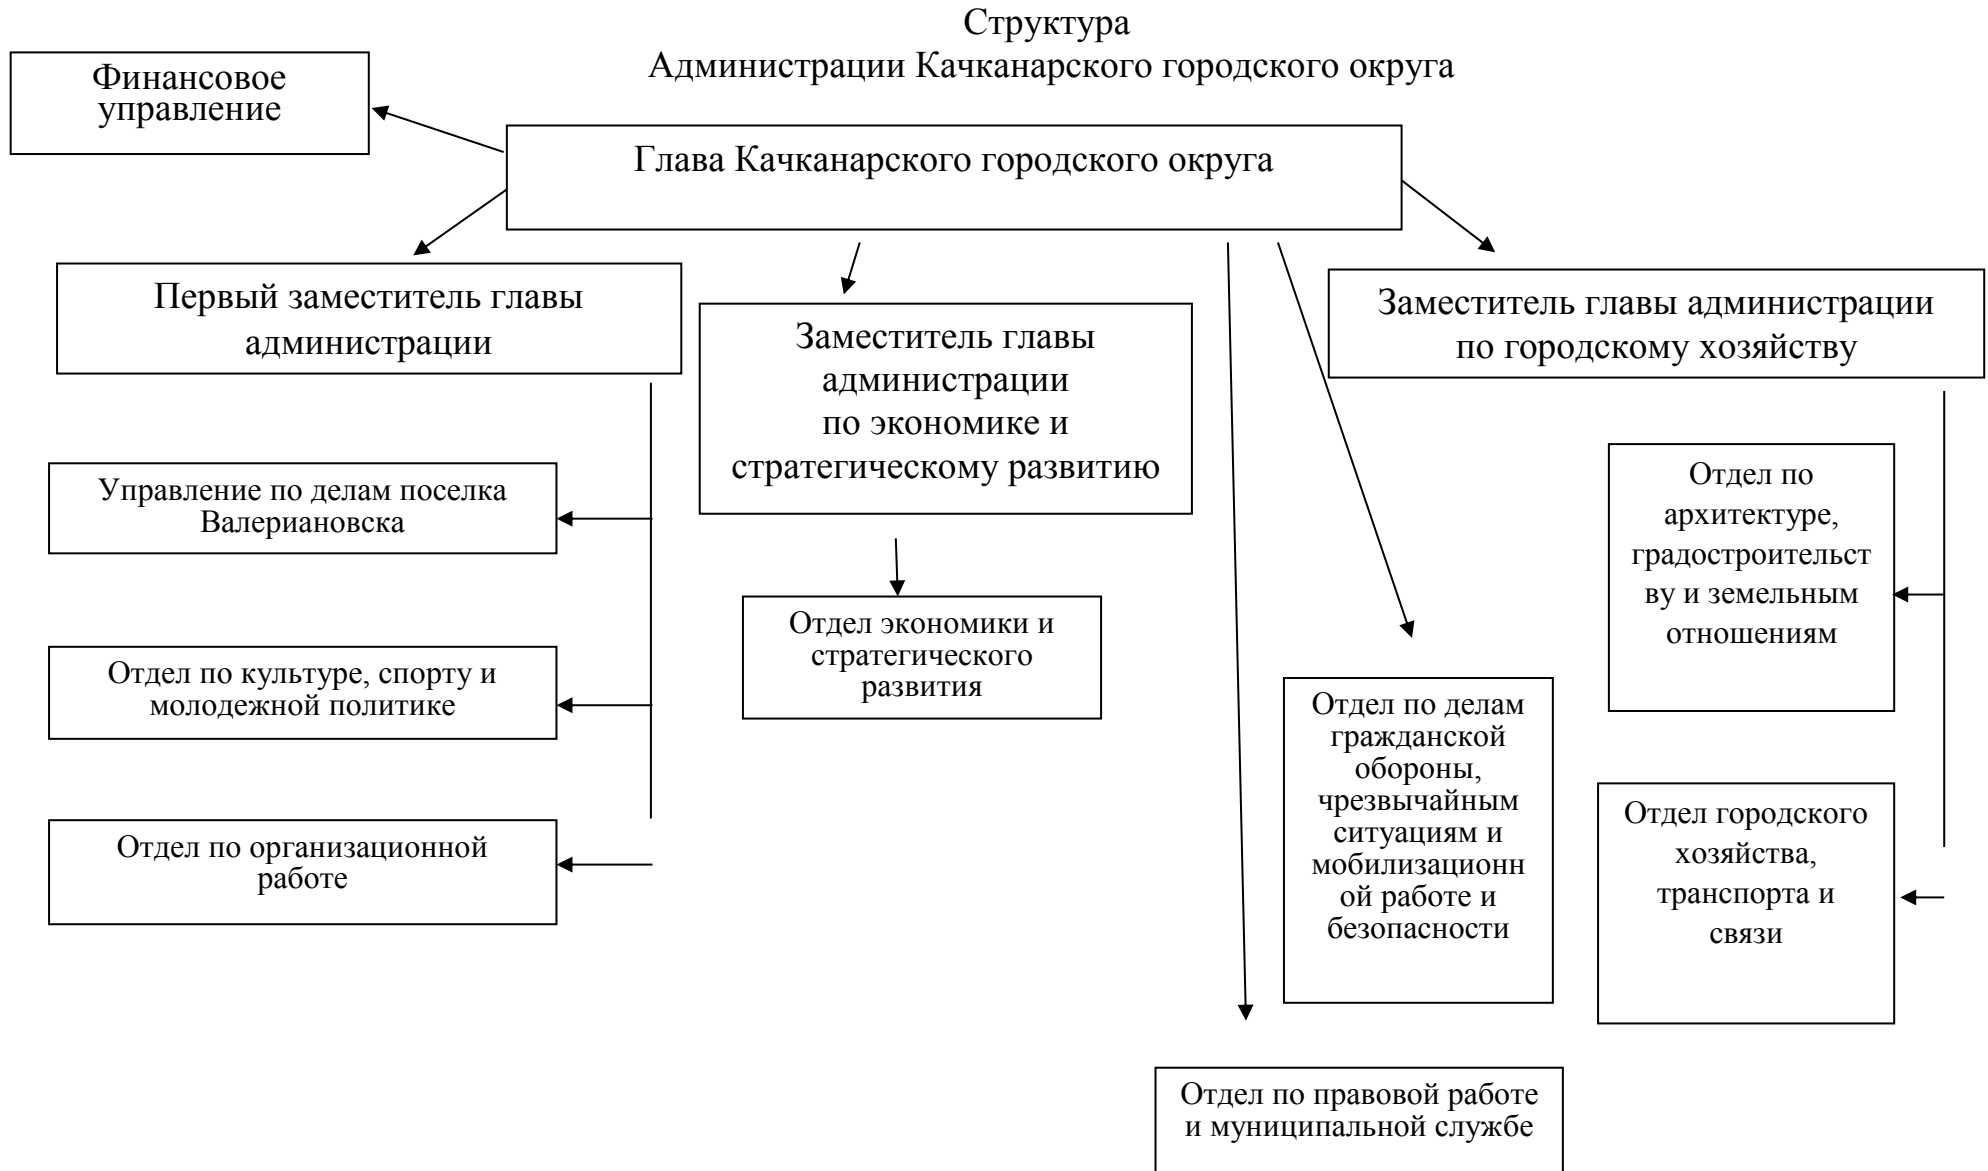 Структура
Администрации Качканарского городского округа
Финансовое
управление
Глава Качканарского городского округа
Первый заместитель главы
администрации
Заместитель главы
администрации
по экономике и
стратегическому развитию
Заместитель главы администрации
по городскому хозяйству
Управление по делам поселка
Валериановска
Отдел по культуре, спорту и
молодежной политике
Отдел по организационной
работе
Отдел экономики и
стратегического
развития
Отдел по делам
гражданской
обороны,
чрезвычайным
ситуациям и
мобилизационн
ой работе и
безопасности
Отдел по
архитектуре,
градостроительст
ву и земельным
отношениям
Отдел городского
хозяйства,
транспорта и
связи
Отдел по правовой работе
и муниципальной службе